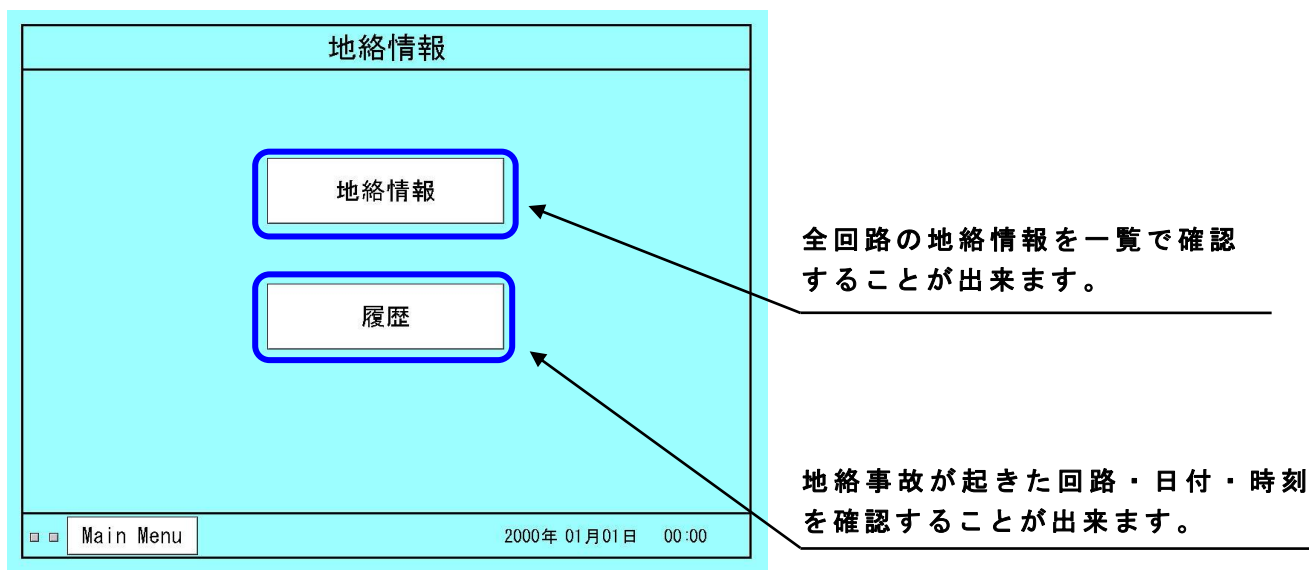 地絡情報
地絡情報
全回路の地絡情報を一覧で確認
することが出来ます。
履歴
地絡事故が起きた回路・日付・時刻
を確認することが出来ます。
Main Menu 2000年 01月01日 00:00